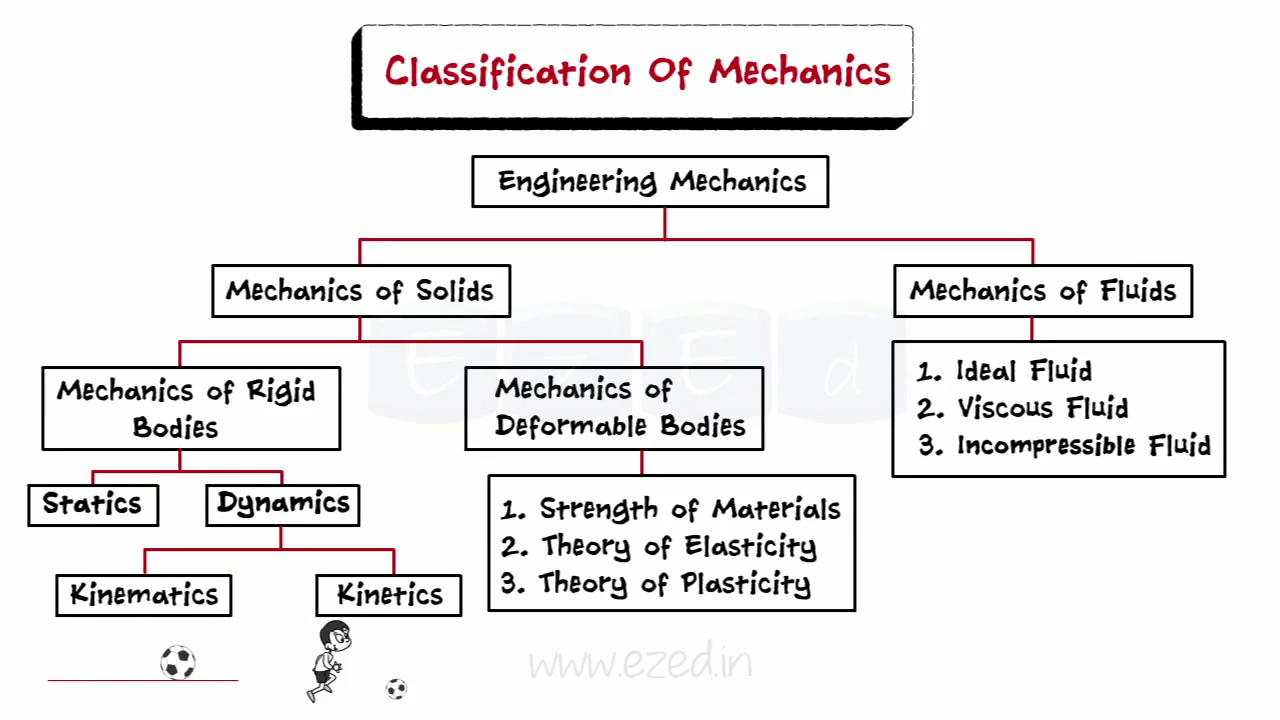 Classification Of Mechanics
Engineering Mechanics
Mechanics of Solids
Mechanics of Fluids
Mechanics of Rigid
Bodies
Mechanics of
Deformable Bodies
1. Ideal Fluid
2. Viscous Fluid
3. Incompressible Fluid
Statics
Dynamics
1. Strength of Materials
2. Theory of Elasticity
3. Theory of Plasticity
Kinematics
Kinetics
EzEd
www.ezed.in